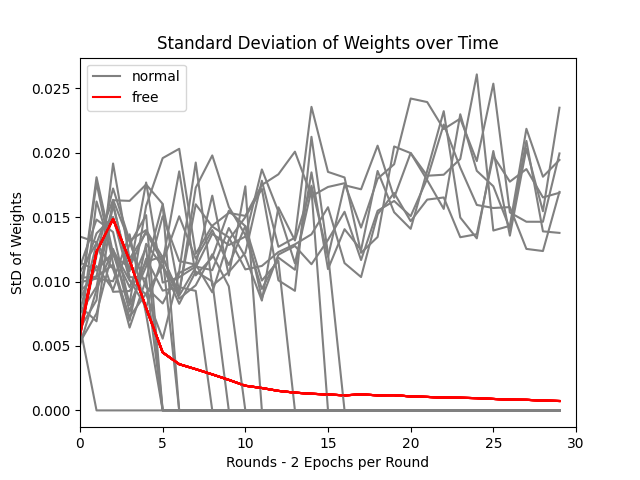 Standard Deviation of Weights over Time
normal
free
StD of Weights
0.025
0.020
0.015
0.010
0.005
0.000
0
5
10
15
20
25
30
Rounds - 2 Epochs per Round